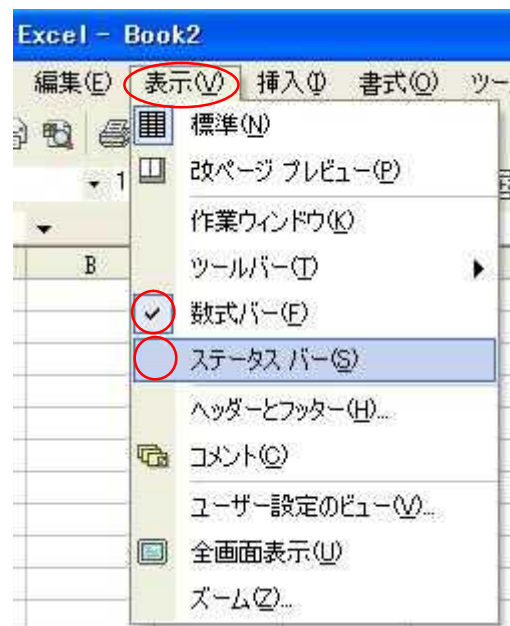 Excel - Book2
編集(E) 表示(V) 挿入(I) 書式(O) ツー
1
B
標準(N)
改ページ プレビュー(P)
作業ウィンドウ(K)
ツールバー(T)
数式バー(F)
ステータス バー(S)
ヘッダーとフッター(H)...
コメント(C)
ユーザー設定のビュー(V)...
全画面表示(U)
ズーム(Z)...